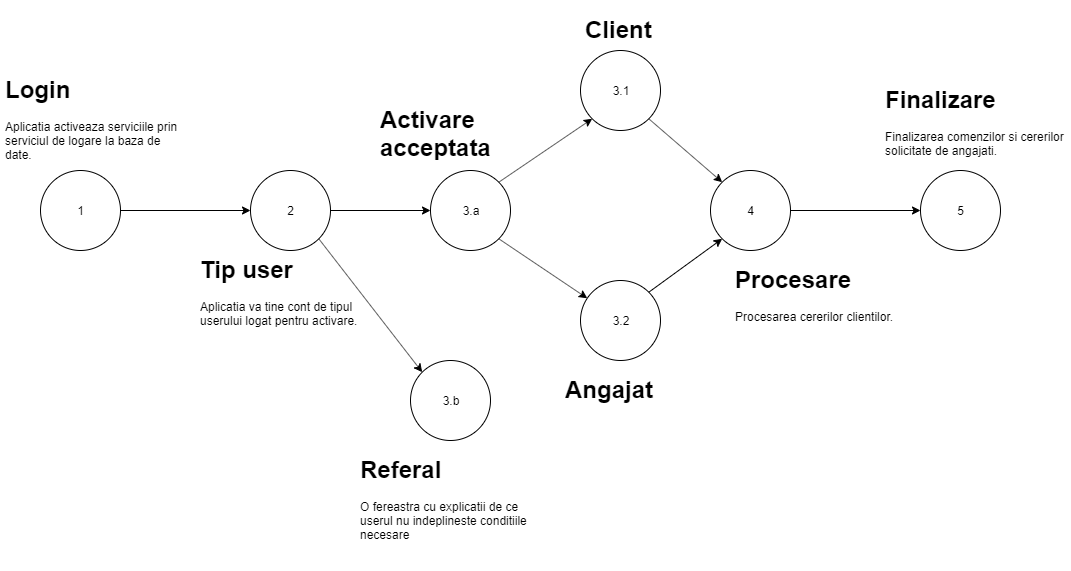 Login
Aplicatia activeaza serviciile prin
serviciul de logare la baza de
date.
1
2
Tip user
Aplicatia va tine cont de tipul
userului logat pentru activare.
Activare
acceptata
3.a
3.b
Referal
O fereastra cu explicatii de ce
userul nu indeplineste conditiile
necesare
Client
3.1
3.2
Angajat
4
Procesare
Procesarea cererilor clientilor.
Finalizare
Finalizarea comenzilor si cererilor
solicitate de angajati.
5